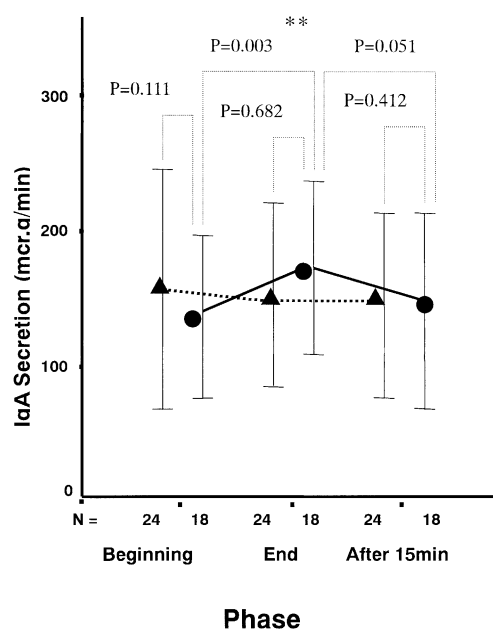 **
P=0.003
P=0.051
P=0.111
P=0.682
P=0.412
300
200
100
0
IgA Secretion (mcr.g/min)
N = 24 18 24 18 24 18
Beginning End After 15min
Phase